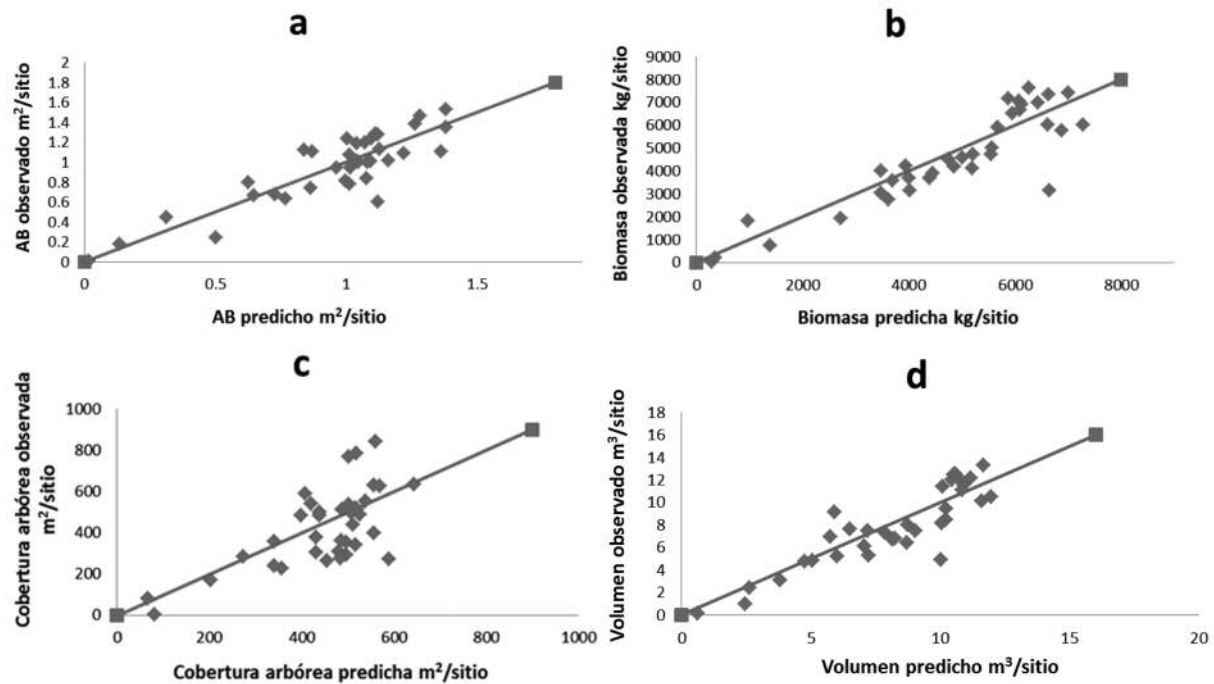 a
AB observado m²/sitio
2
1.8
1.6
1.4
1.2
1
0.8
0.6
0.4
0.2
0
0 0.5 1 1.5
AB predicho m²/sitio
b
Biomasa observada kg/sitio
9000
8000
7000
6000
5000
4000
3000
2000
1000
0
0 2000 4000 6000 8000
Biomasa predicha kg/sitio
c
Cobertura arbórea observada
m²/sitio
1000
800
600
400
200
0
0 200 400 600 800 1000
Cobertura arbórea predicha m²/sitio
d
Volumen observado m³/sitio
18
16
14
12
10
8
6
4
2
0
0 5 10 15 20
Volumen predicho m³/sitio